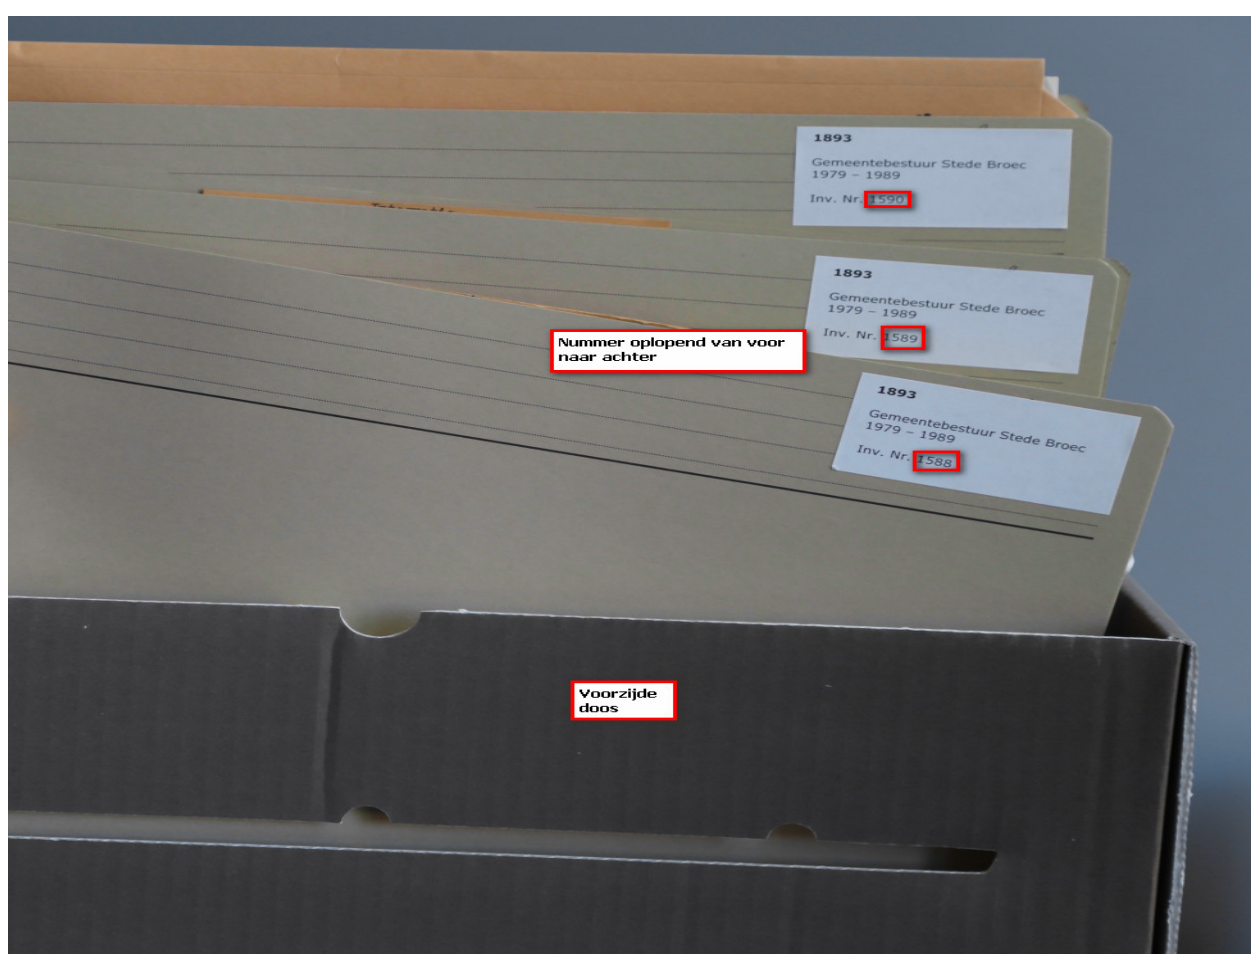 1893
Gemeentebestuur Stede Broec
1979 – 1989
Inv. Nr. 1590
1893
Gemeentebestuur Stede Broec
1979 – 1989
Inv. Nr. 1589
Nummer oplopend van voor
naar achter
1893
Gemeentebestuur Stede Broec
1979 – 1989
Inv. Nr. 1588
Voorzijde
doos